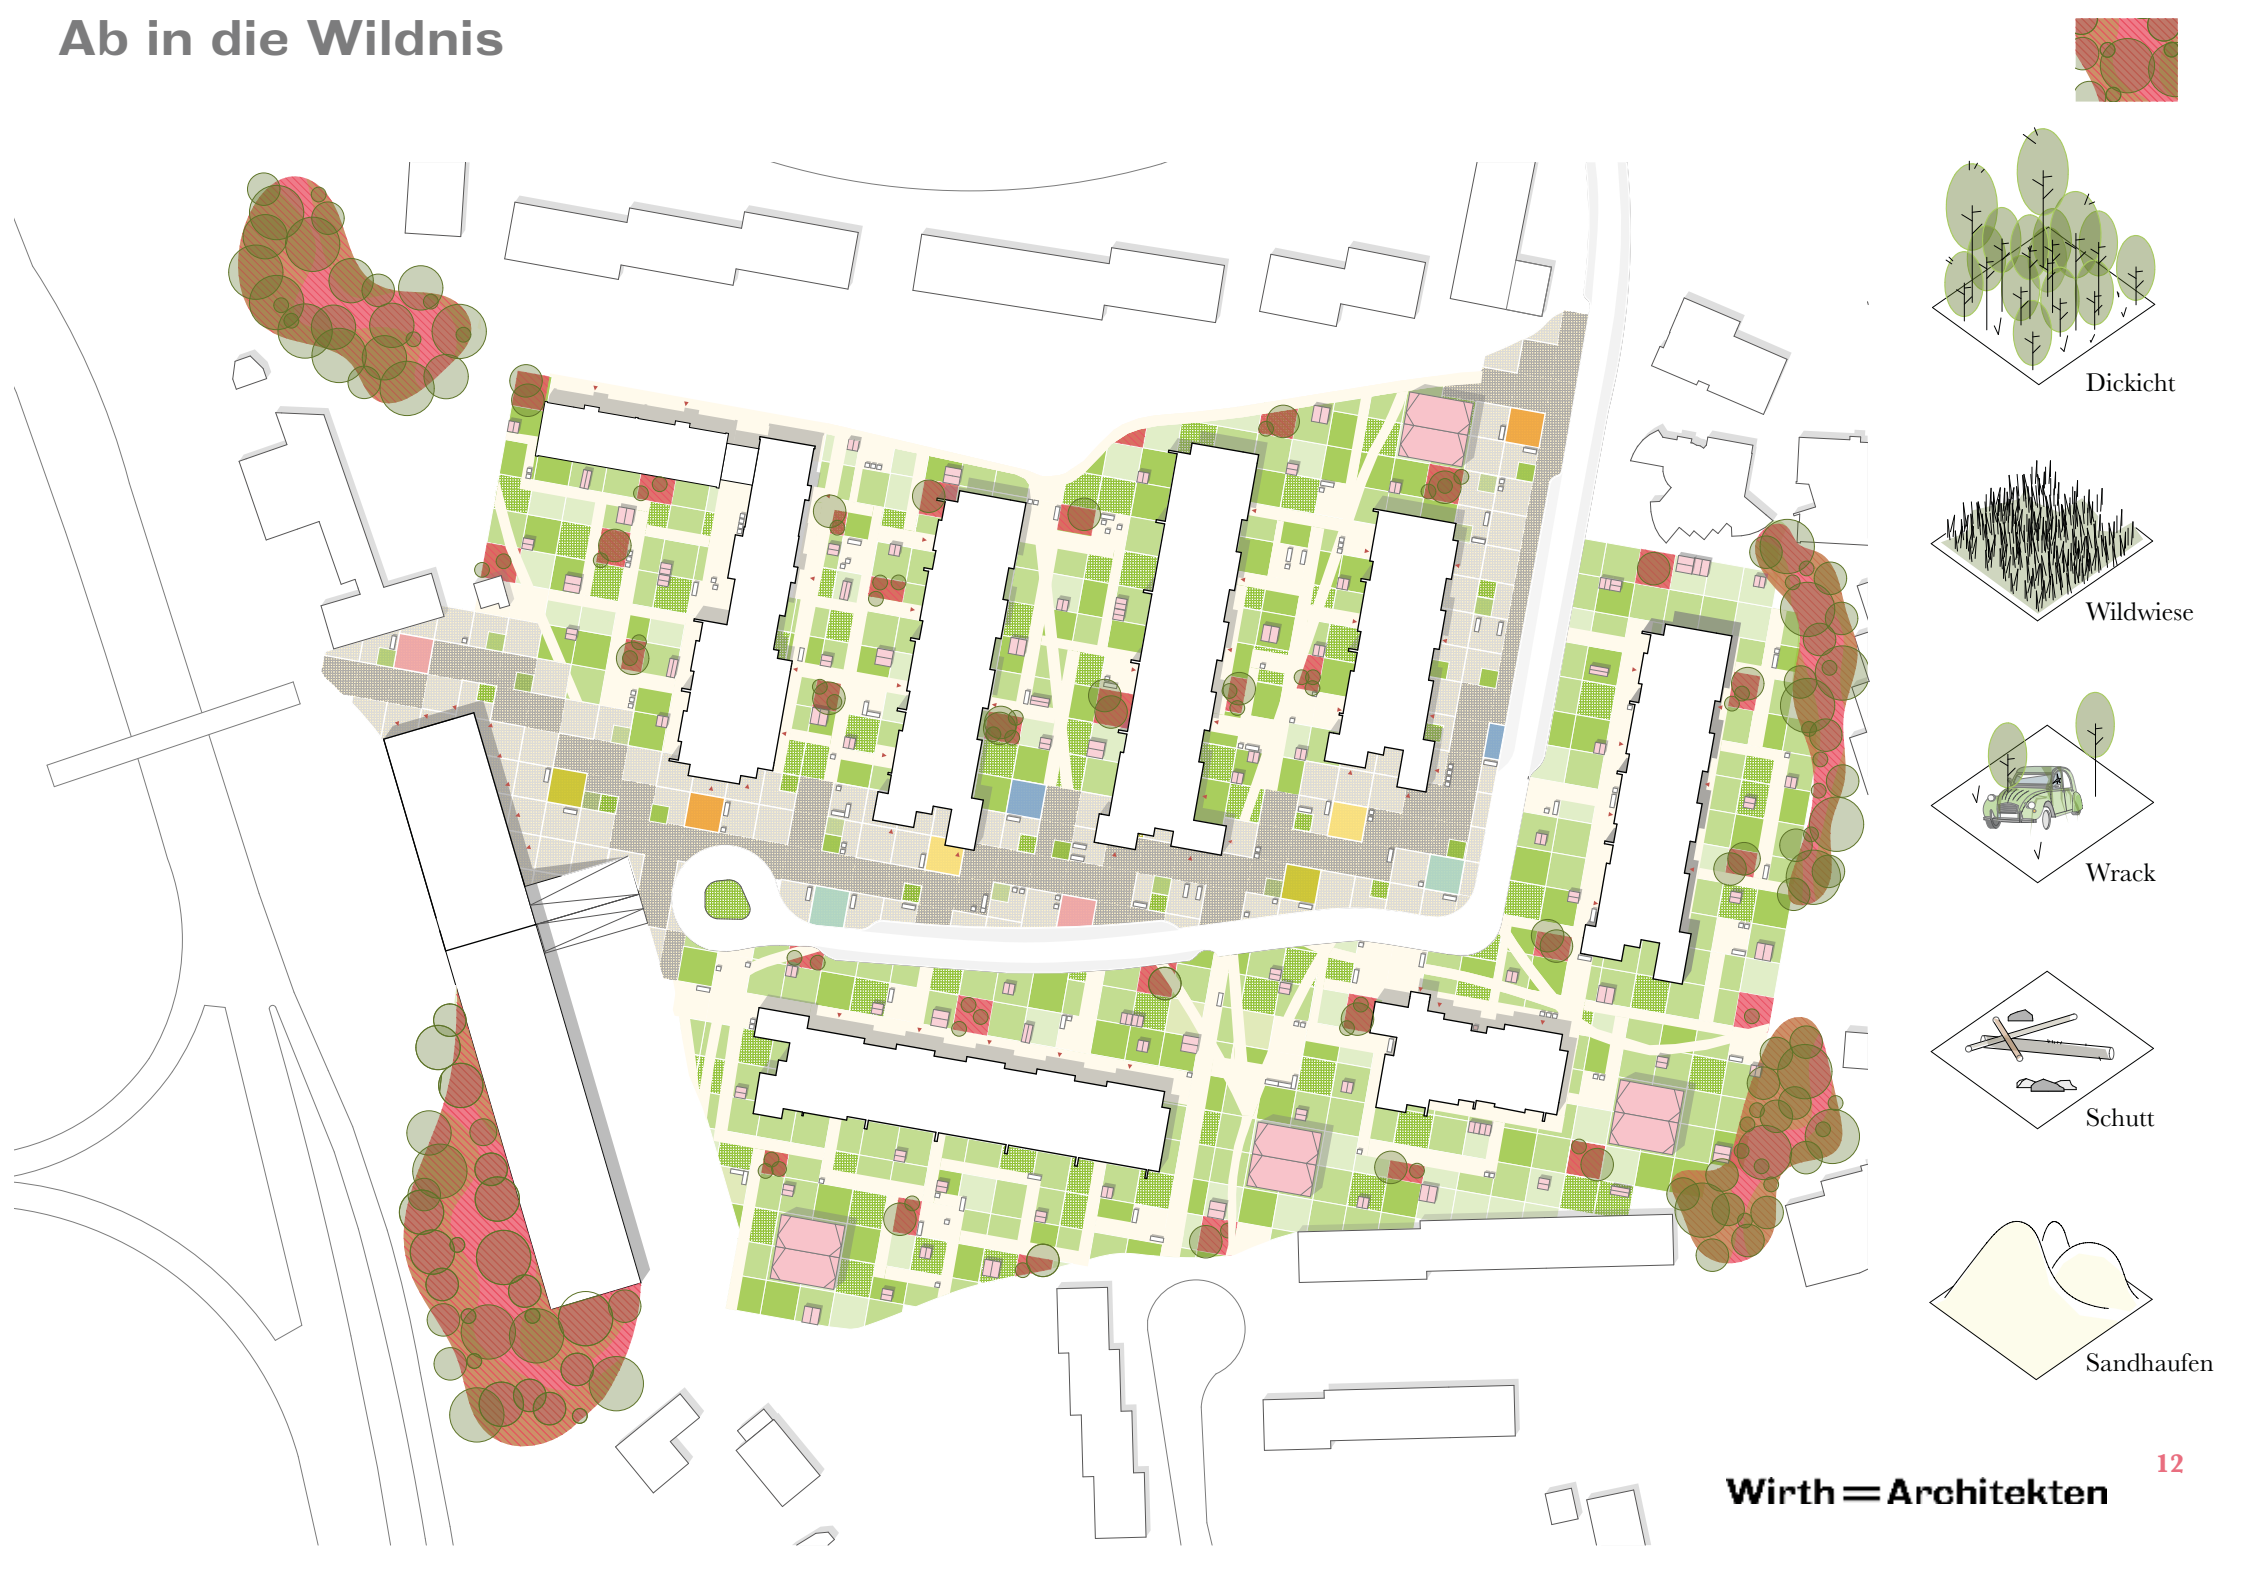 Ab in die Wildnis
Dickicht
Wildwiese
Wrack
Schutt
Sandhaufen
12
Wirth=Architekten